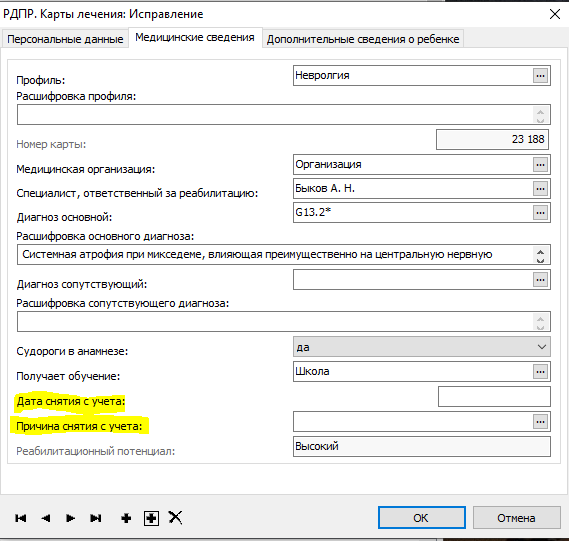 РДПР. Карты лечения: Исправление
Персональные данные Медицинские сведения Дополнительные сведения о ребенке
Профиль: Невролгия ...
Расшифровка профиля:
Номер карты: 23 188
Медицинская организация: Организация ...
Специалист, ответственный за реабилитацию: Быков А. Н. ...
Диагноз основной: G13.2* ...
Расшифровка основного диагноза:
Системная атрофия при микседеме, влияющая преимущественно на центральную нервную
Диагноз сопутствующий: ...
Расшифровка сопутствующего диагноза:
Судороги в анамнезе: да
Получает обучение: Школа ...
Дата снятия с учета:
Причина снятия с учета: ...
Реабилитационный потенциал: Высокий
ОК Отмена